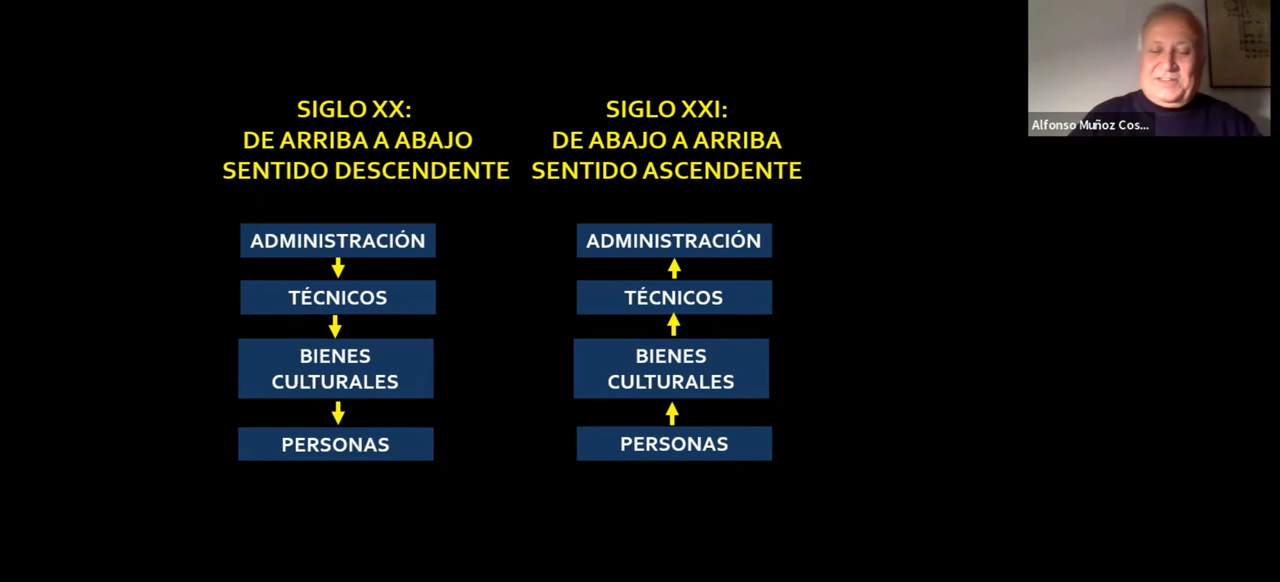 SIGLO XX:
DE ARRIBA A ABAJO
SENTIDO DESCENDENTE
ADMINISTRACIÓN
TÉCNICOS
BIENES
CULTURALES
PERSONAS
SIGLO XXI:
DE ABAJO A ARRIBA
SENTIDO ASCENDENTE
ADMINISTRACIÓN
TÉCNICOS
BIENES
CULTURALES
PERSONAS
Alfonso Muñoz Cos...